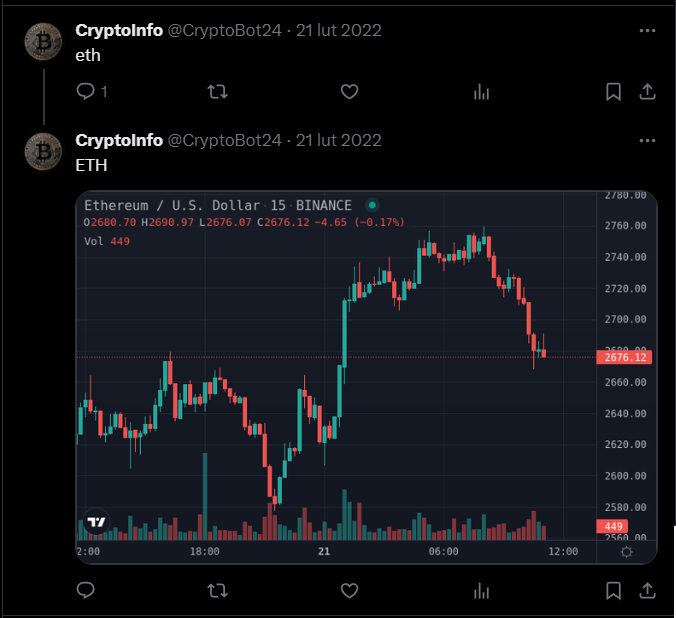 CryptoInfo @CryptoBot24 · 21 lut 2022
eth
1
CryptoInfo @CryptoBot24 · 21 lut 2022
ETH
Ethereum / U.S. Dollar · 15 · BINANCE
O2680.70 H2690.97 L2676.07 C2676.12 −4.65 (−0.17%)
Vol 449
2780.00
2760.00
2740.00
2720.00
2700.00
2676.12
2660.00
2640.00
2620.00
2600.00
2580.00
449
2560.00
2:00 18:00 21 06:00 12:00